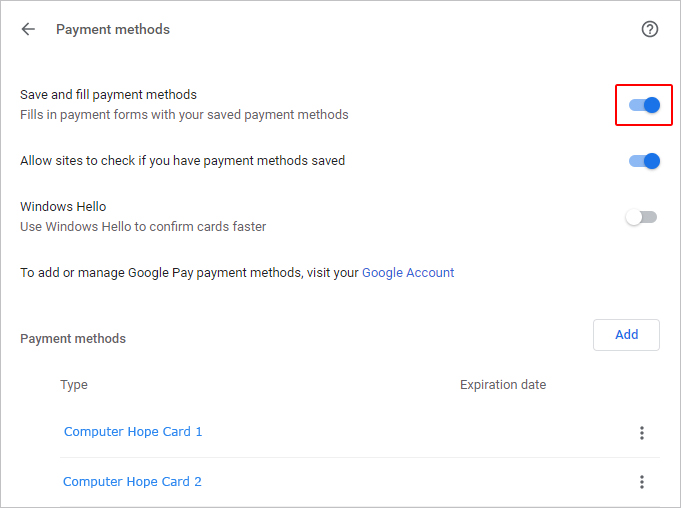 Payment methods
Save and fill payment methods
Fills in payment forms with your saved payment methods
Allow sites to check if you have payment methods saved
Windows Hello
Use Windows Hello to confirm cards faster
To add or manage Google Pay payment methods, visit your Google Account
Payment methods
Add
Type Expiration date
Computer Hope Card 1
Computer Hope Card 2